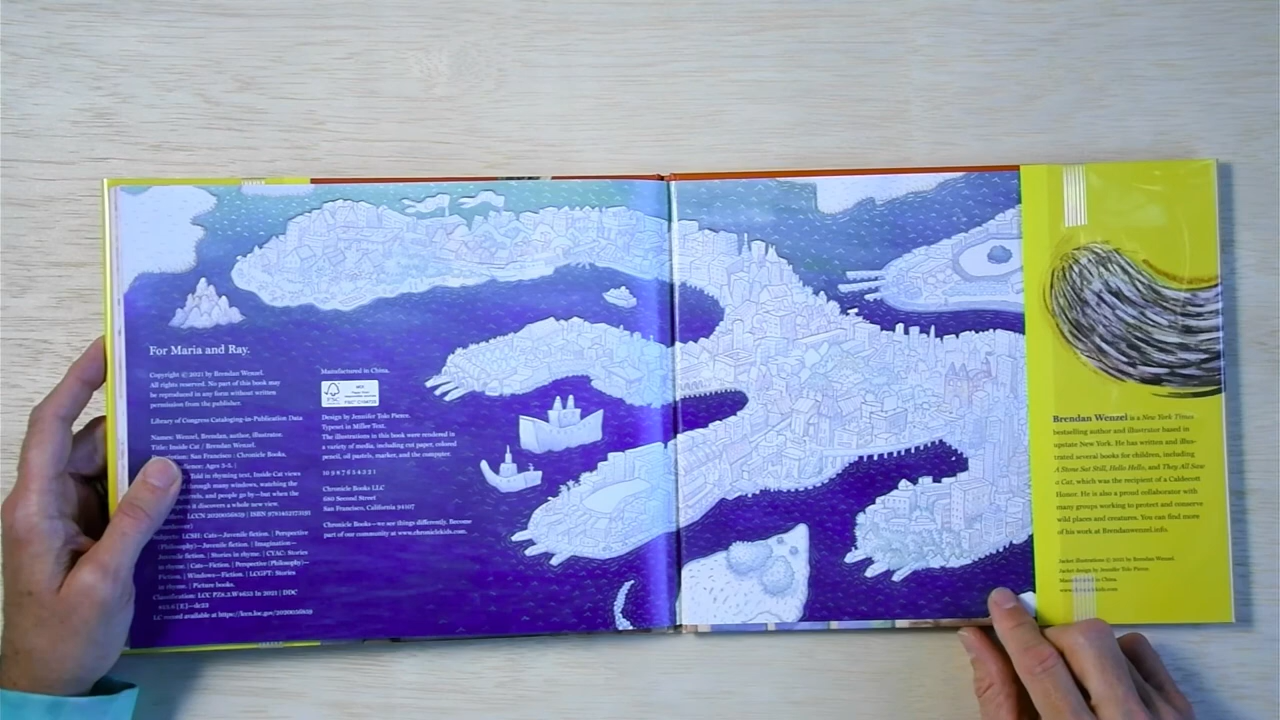 For Maria and Ray.
Copyright © 2021 by Brendan Wenzel.
All rights reserved. No part of this book may
be reproduced in any form without written
permission from the publisher.
Library of Congress Cataloging-in-Publication Data
Names: Wenzel, Brendan, author, illustrator.
Title: Inside Cat / Brendan Wenzel.
San Francisco : Chronicle Books,
Ages 3-5. |
Told in rhyming text, Inside Cat views
through many windows, watching the
and people go by—but when the
it discovers a whole new view.
LCCN | ISBN
Subjects: LCSH: Cats—Juvenile fiction. | Perspective
(Philosophy)—Juvenile fiction. | Imagination—
Juvenile fiction. | Stories in rhyme. | CYAC: Stories
in rhyme. | Cats—Fiction. | Perspective (Philosophy)—
Fiction. | Windows—Fiction. | LCGFT: Stories
in rhyme. | Picture books.
Classification: LCC PZ8.3.W4653 In 2021 | DDC
[E]—dc23
LC record available at https://lccn.loc.gov/2020056859
Manufactured in China.
FSC
MIX
Design by Jennifer Tolo Pierce.
Typeset in Miller Text.
The illustrations in this book were rendered in
a variety of media, including cut paper, colored
pencil, oil pastels, marker, and the computer.
10 9 8 7 6 5 4 3 2 1
Chronicle Books LLC
680 Second Street
San Francisco, California 94107
Chronicle Books—we see things differently. Become
part of our community at www.chroniclekids.com.
Brendan Wenzel is a New York Times
bestselling author and illustrator based in
upstate New York. He has written and illus-
trated several books for children, including
A Stone Sat Still, Hello Hello, and They All Saw
a Cat, which was the recipient of a Caldecott
Honor. He is also a proud collaborator with
many groups working to protect and conserve
wild places and creatures. You can find more
of his work at Brendanwenzel.info.
Jacket illustrations © 2021 by Brendan Wenzel.
Jacket design by Jennifer Tolo Pierce.
Manufactured in China.
www.chroniclekids.com